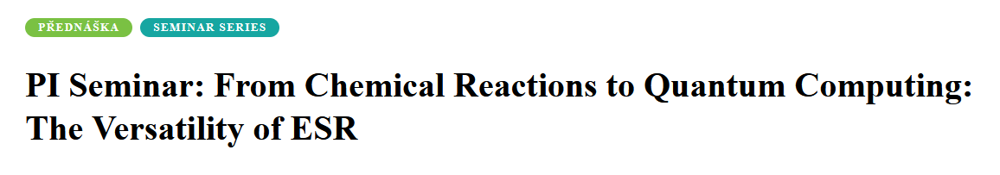 PŘEDNÁŠKA SEMINAR SERIES
PI Seminar: From Chemical Reactions to Quantum Computing:
The Versatility of ESR